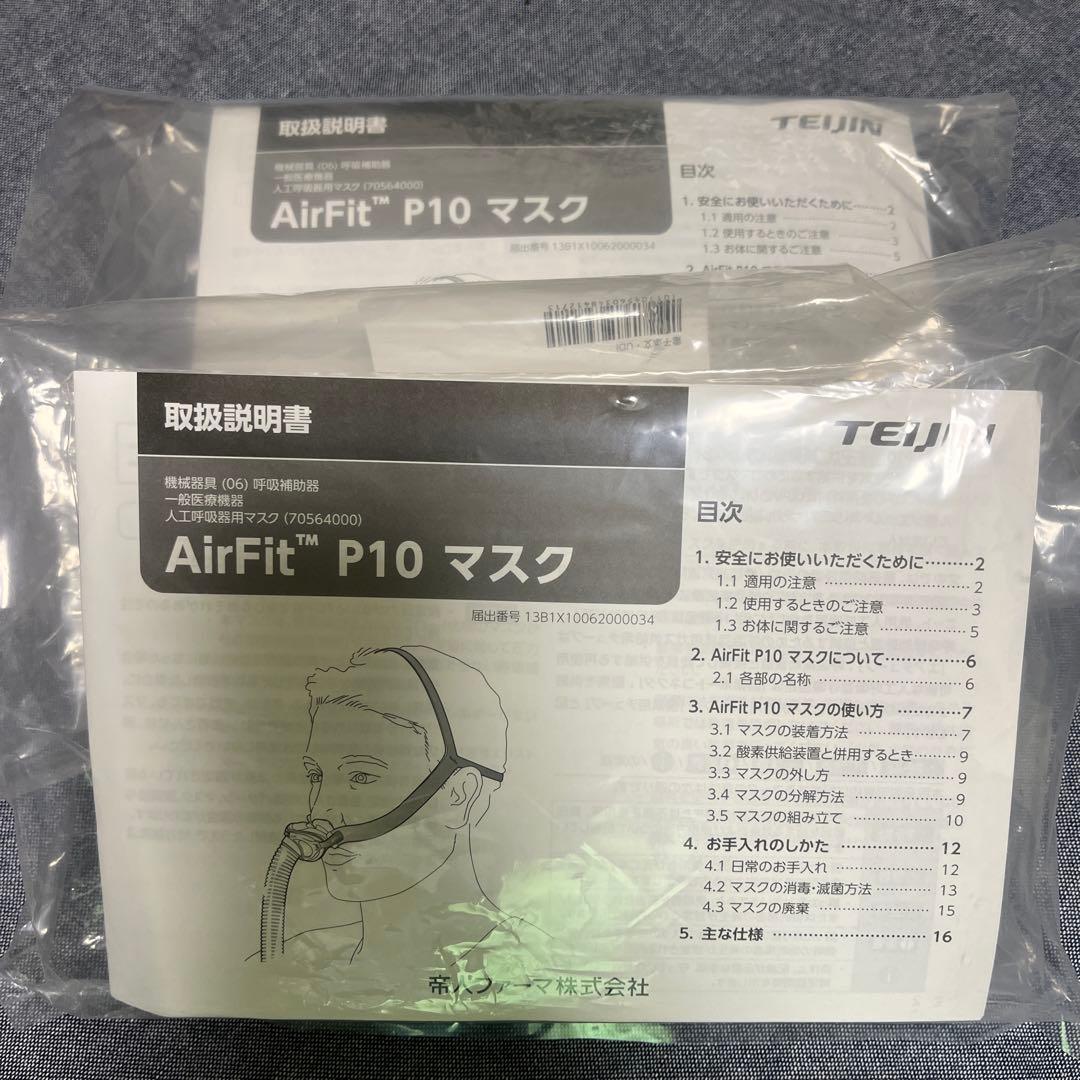 取扱説明書
TEIJIN
機械器具 (06) 呼吸補助器
一般医療機器
人工呼吸器用マスク (70564000)
AirFit™ P10 マスク
届出番号 13B1X10062000034
目次
1. 安全にお使いいただくために………2
1.1 適用の注意 …………………… 2
1.2 使用するときのご注意 ………… 3
1.3 お体に関するご注意 …………… 5
2. AirFit P10
電子添文・UDI
取扱説明書
TEIJIN
機械器具 (06) 呼吸補助器
一般医療機器
人工呼吸器用マスク (70564000)
AirFit™ P10 マスク
届出番号 13B1X10062000034
目次
1. 安全にお使いいただくために………2
1.1 適用の注意 …………………… 2
1.2 使用するときのご注意 ………… 3
1.3 お体に関するご注意 …………… 5
2. AirFit P10 マスクについて……………6
2.1 各部の名称 …………………… 6
3. AirFit P10 マスクの使い方 …………7
3.1 マスクの装着方法 ……………… 7
3.2 酸素供給装置と併用するとき…… 9
3.3 マスクの外し方 ………………… 9
3.4 マスクの分解方法 ……………… 9
3.5 マスクの組み立て ……………… 10
4. お手入れのしかた ……………… 12
4.1 日常のお手入れ ………………… 12
4.2 マスクの消毒・滅菌方法 ………… 13
4.3 マスクの廃棄 …………………… 15
5. 主な仕様 ………………………… 16
帝人ファーマ株式会社